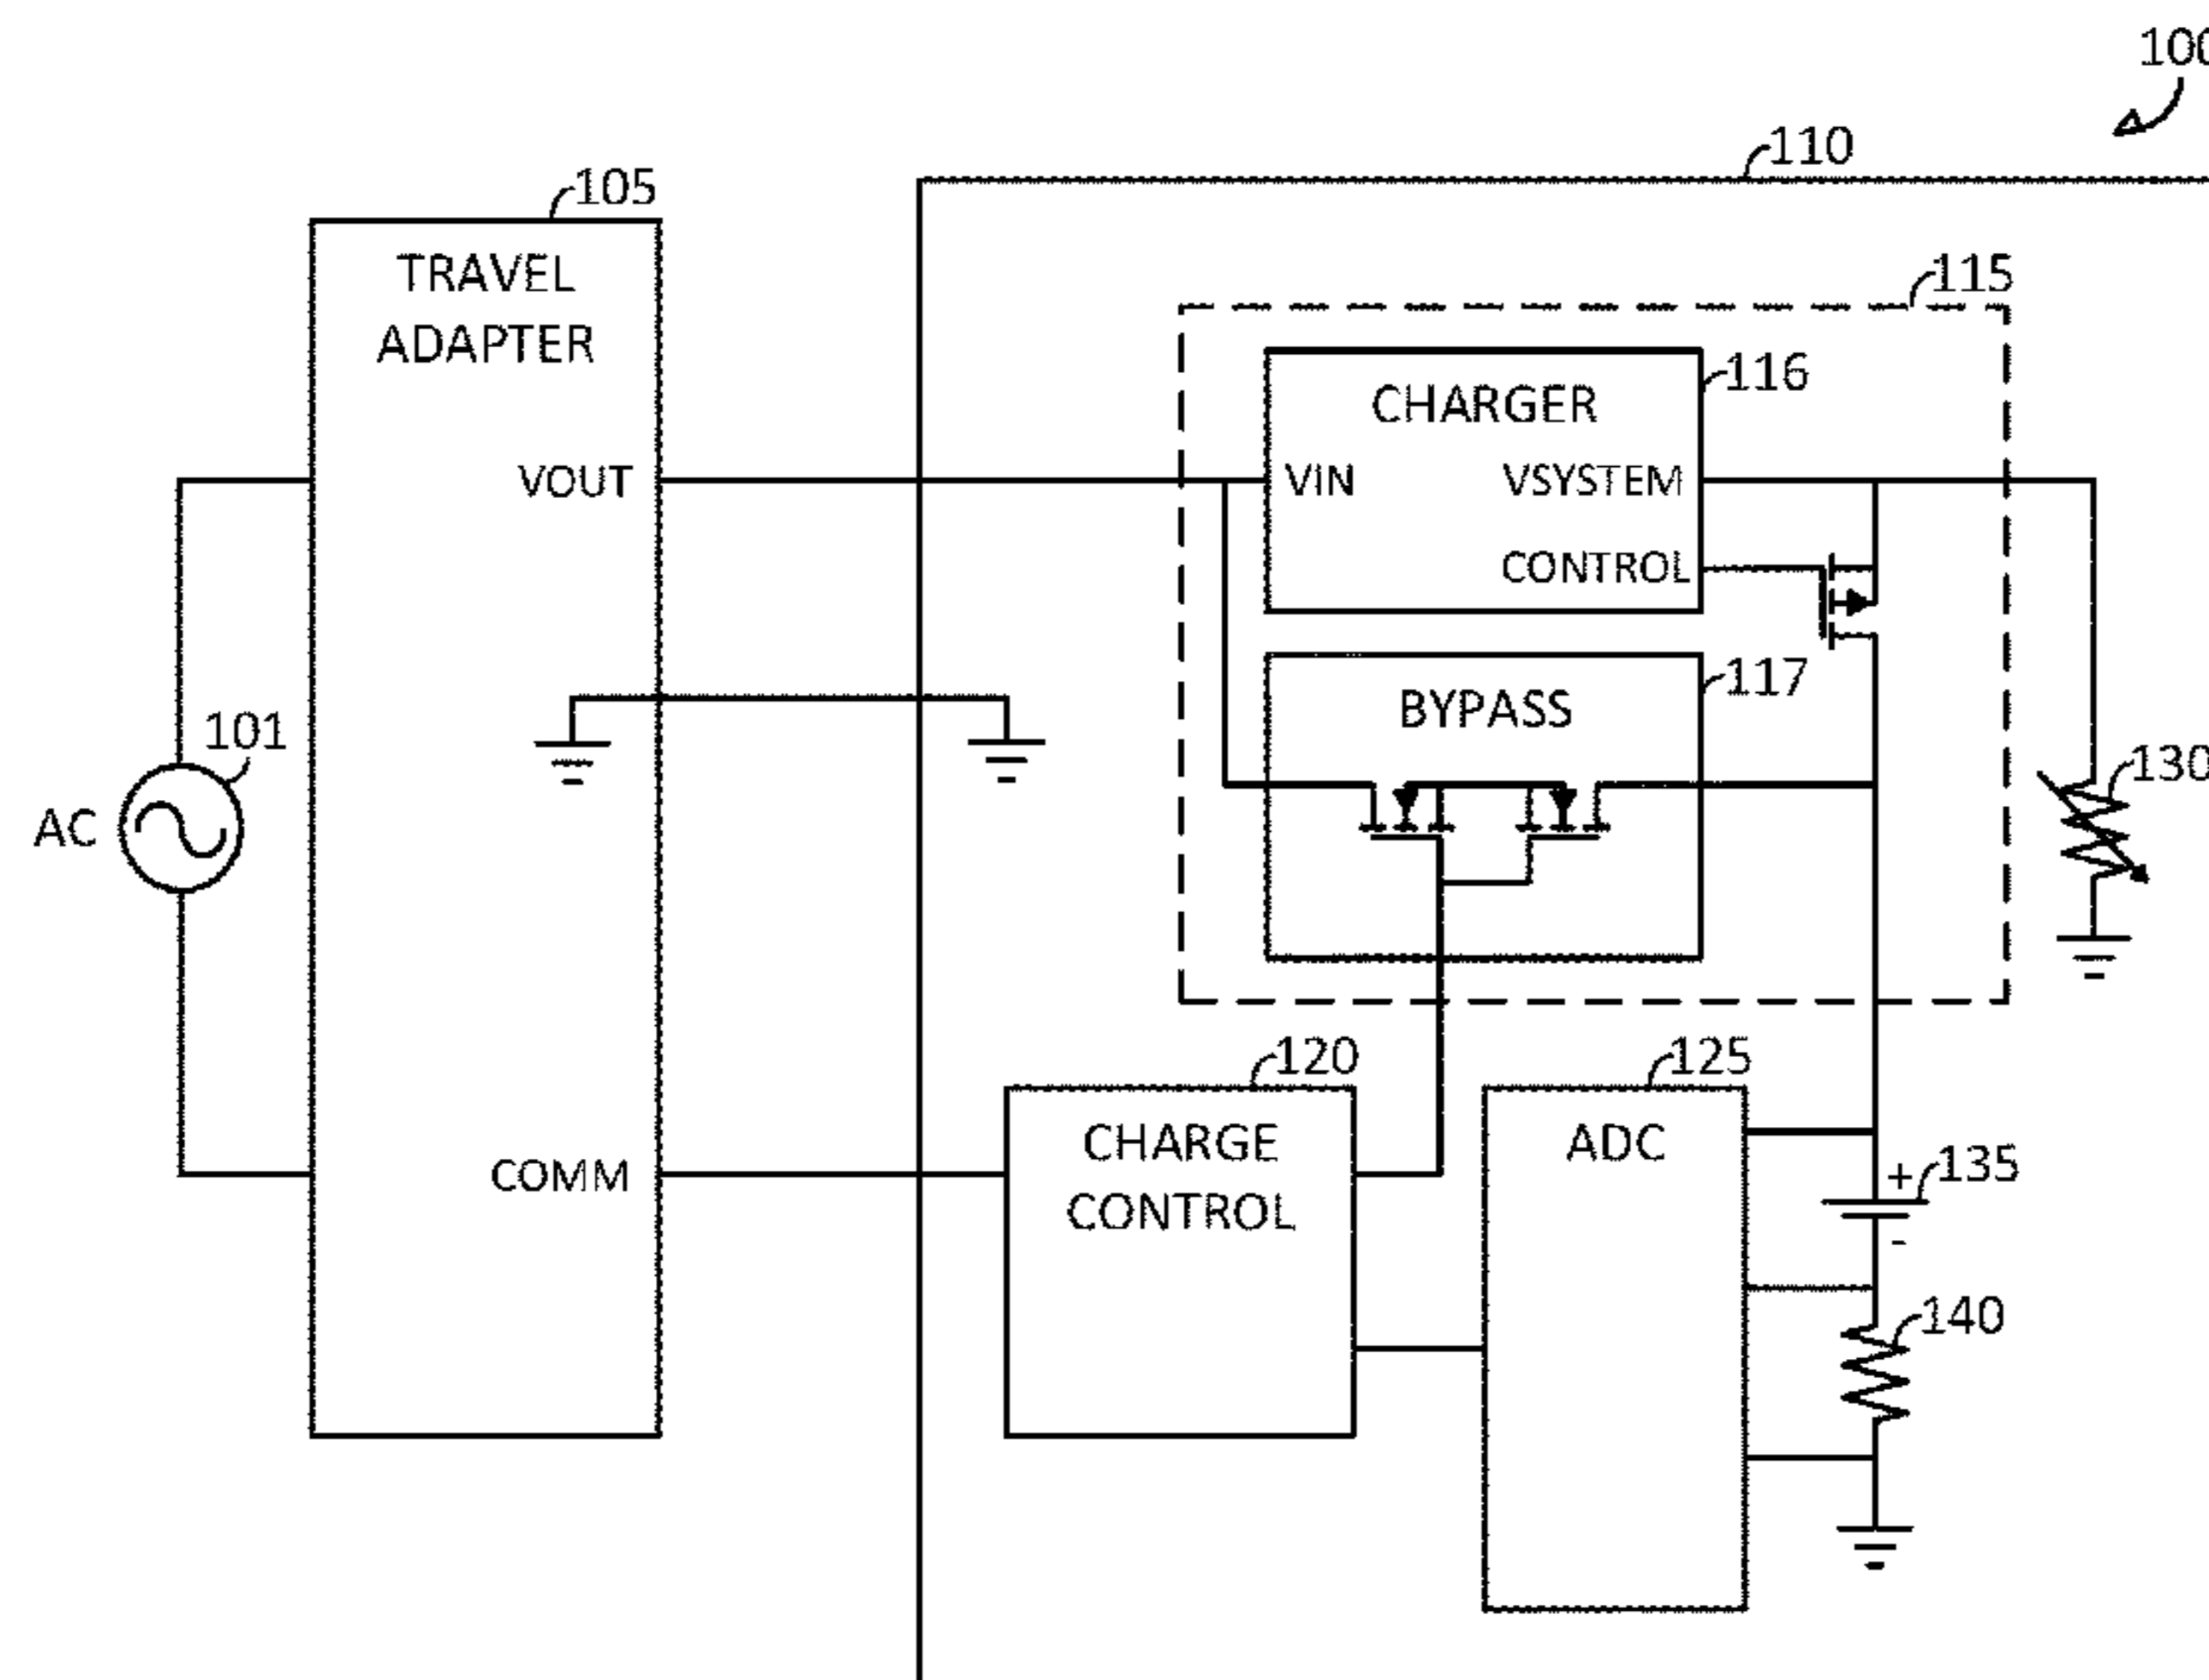 100
110
105
TRAVEL
ADAPTER
115
CHARGER
116
VOUT
VIN
VSYSTEM
CONTROL
BYPASS
117
101
AC
130
120
125
CHARGE
CONTROL
ADC
COMM
+
135
-
140